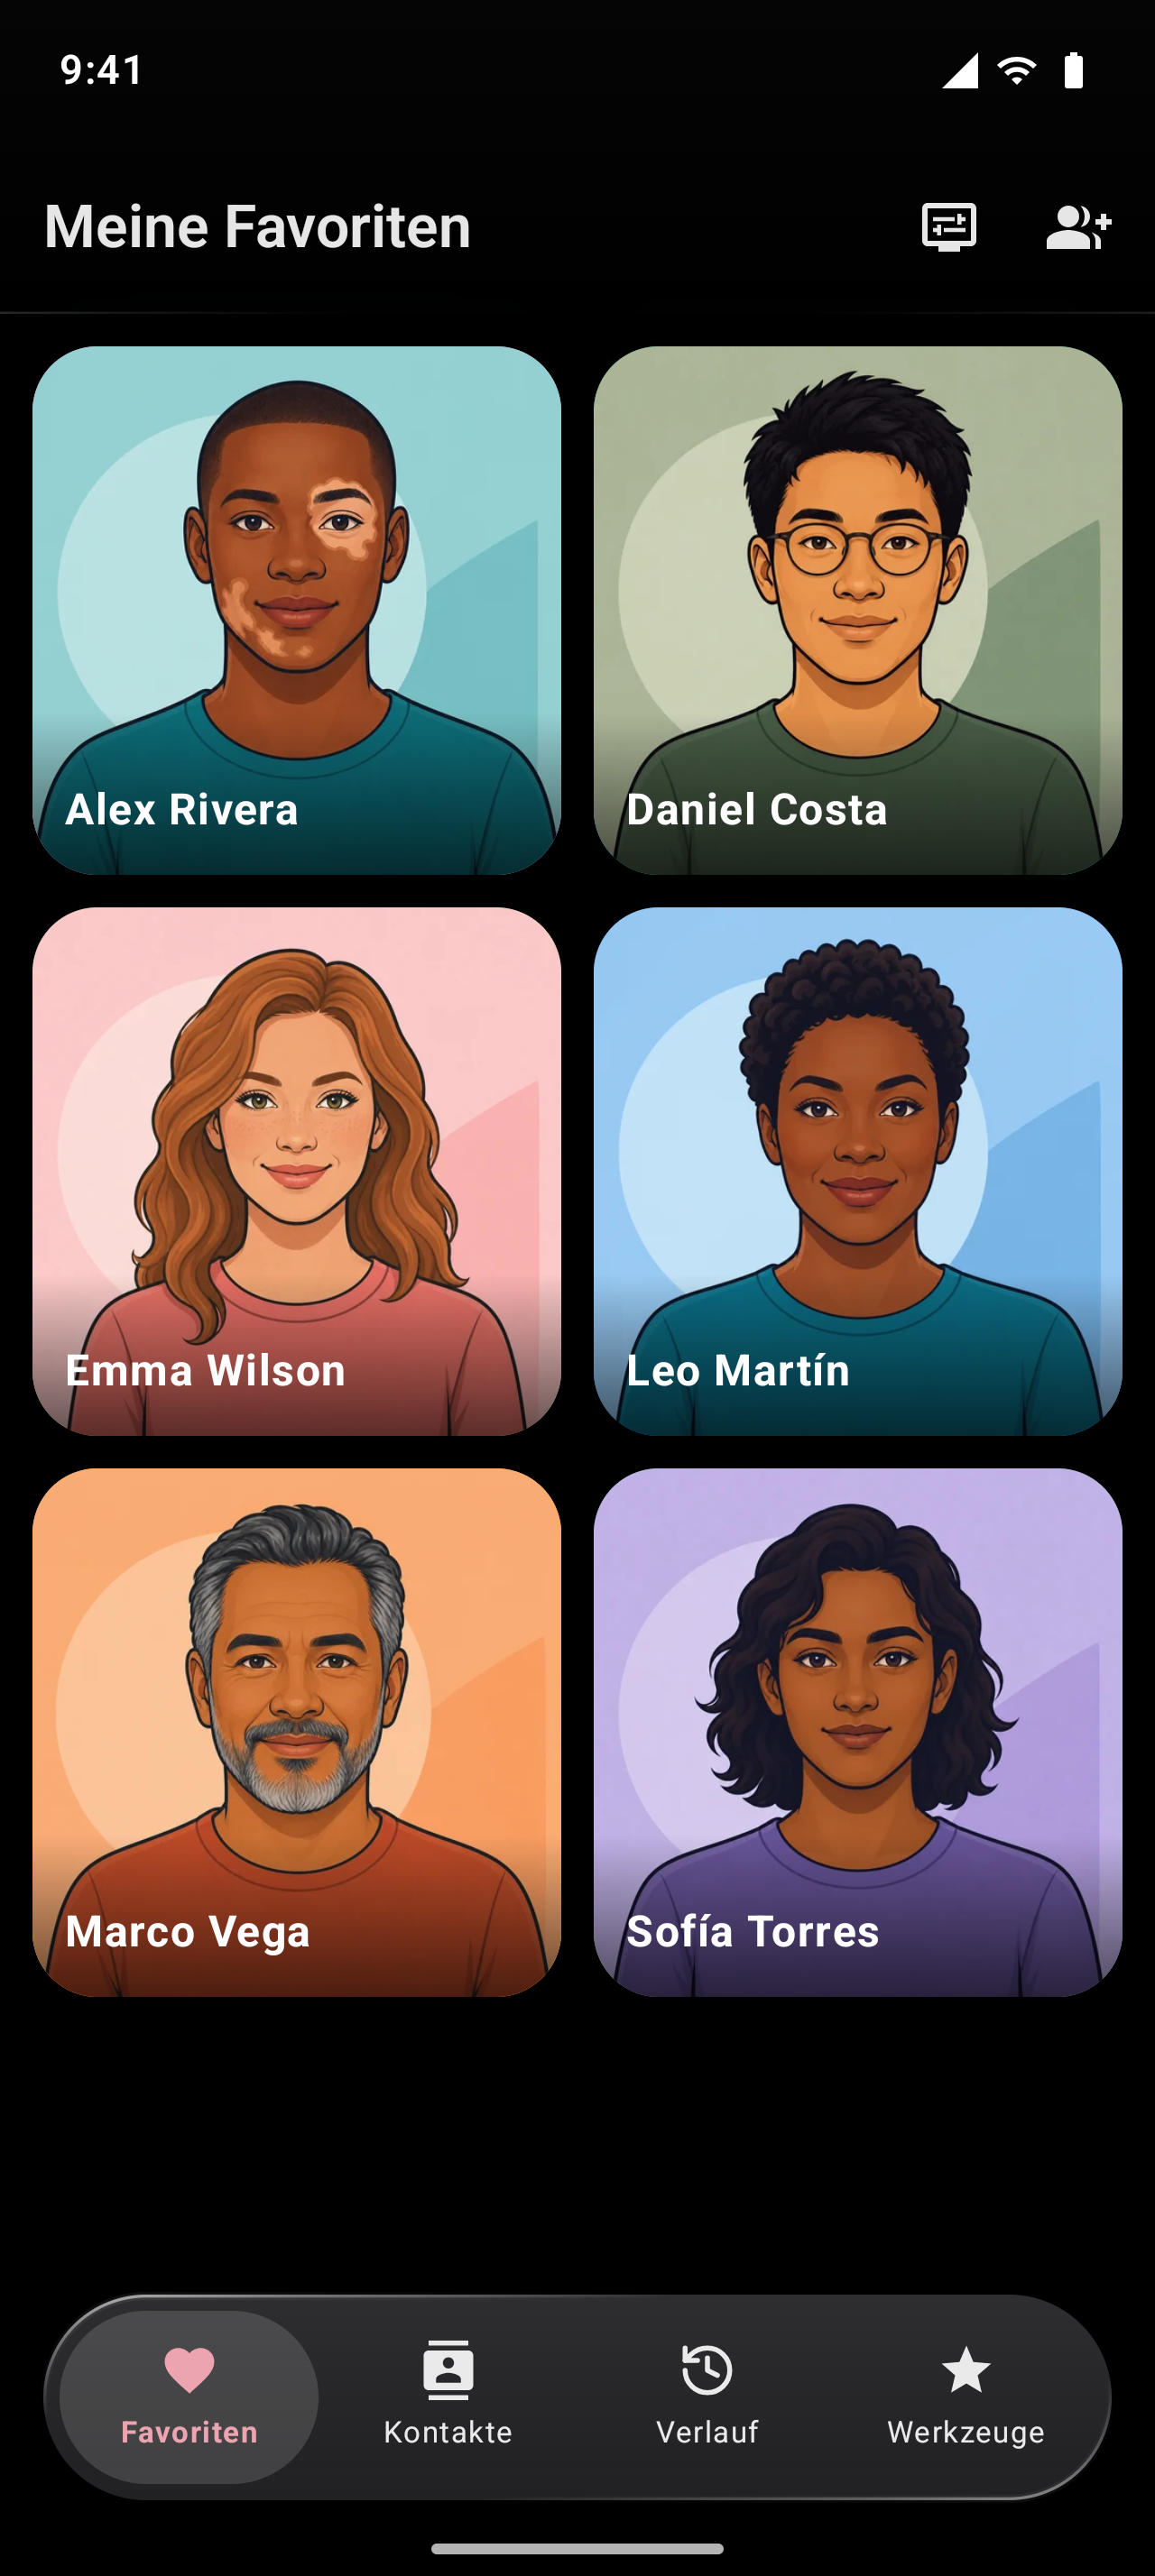 9:41
Meine Favoriten
Alex Rivera
Daniel Costa
Emma Wilson
Leo Martín
Marco Vega
Sofía Torres
Favoriten
Kontakte
Verlauf
Werkzeuge